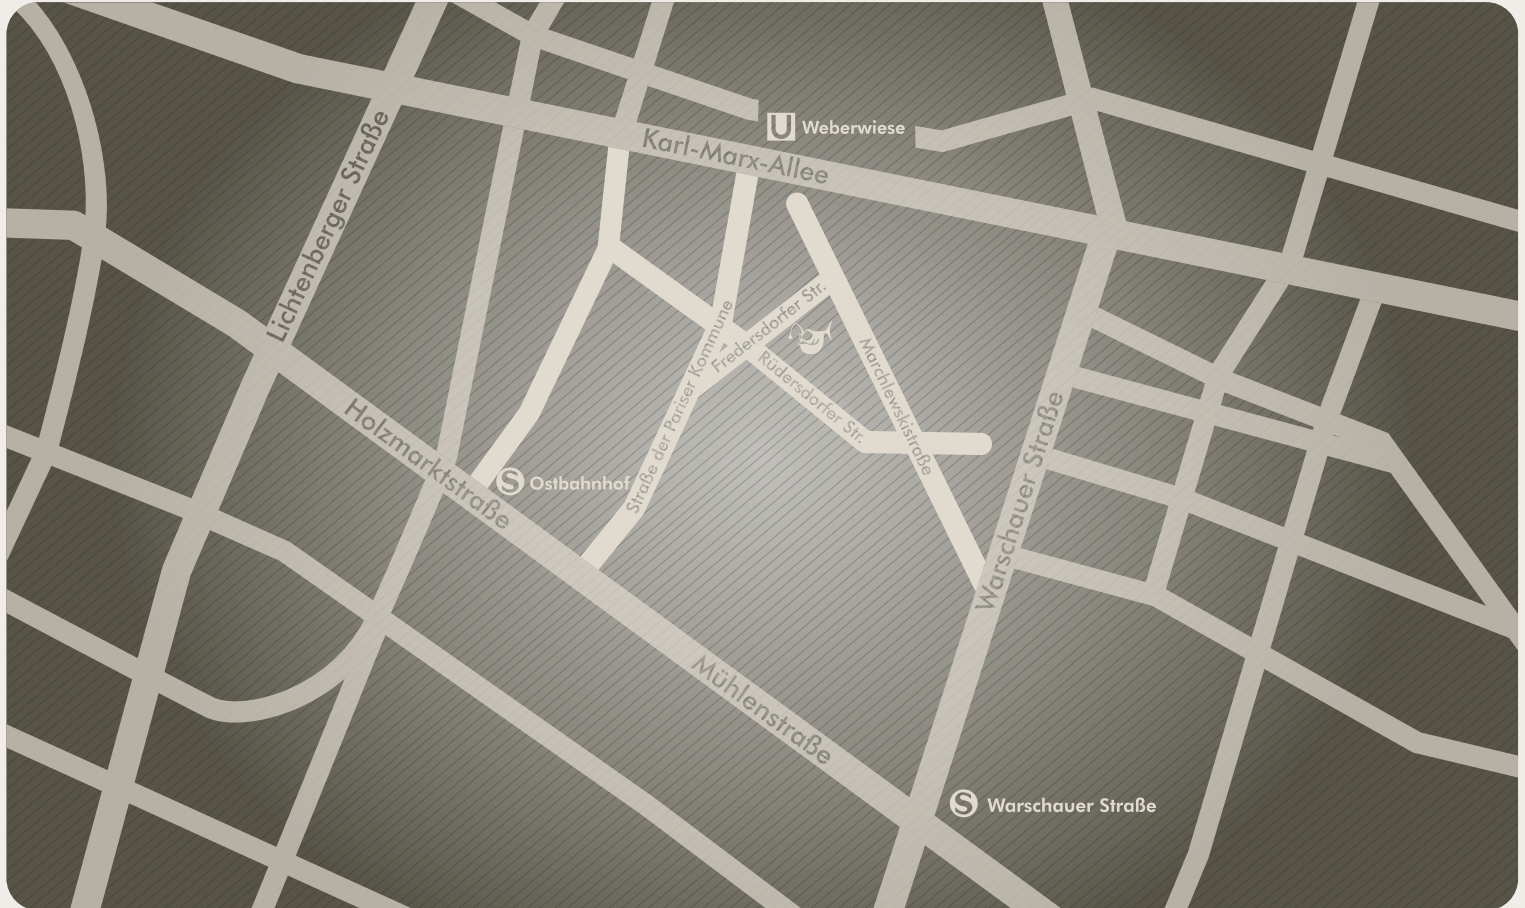 U Weberwiese
Karl-Marx-Allee
Lichtenberger Straße
Fredersdorfer Str.
Straße der Pariser Kommune
Rüdersdorfer Str.
Marchlewskistraße
Holzmarktstraße
S Ostbahnhof
Warschauer Straße
Mühlenstraße
S Warschauer Straße